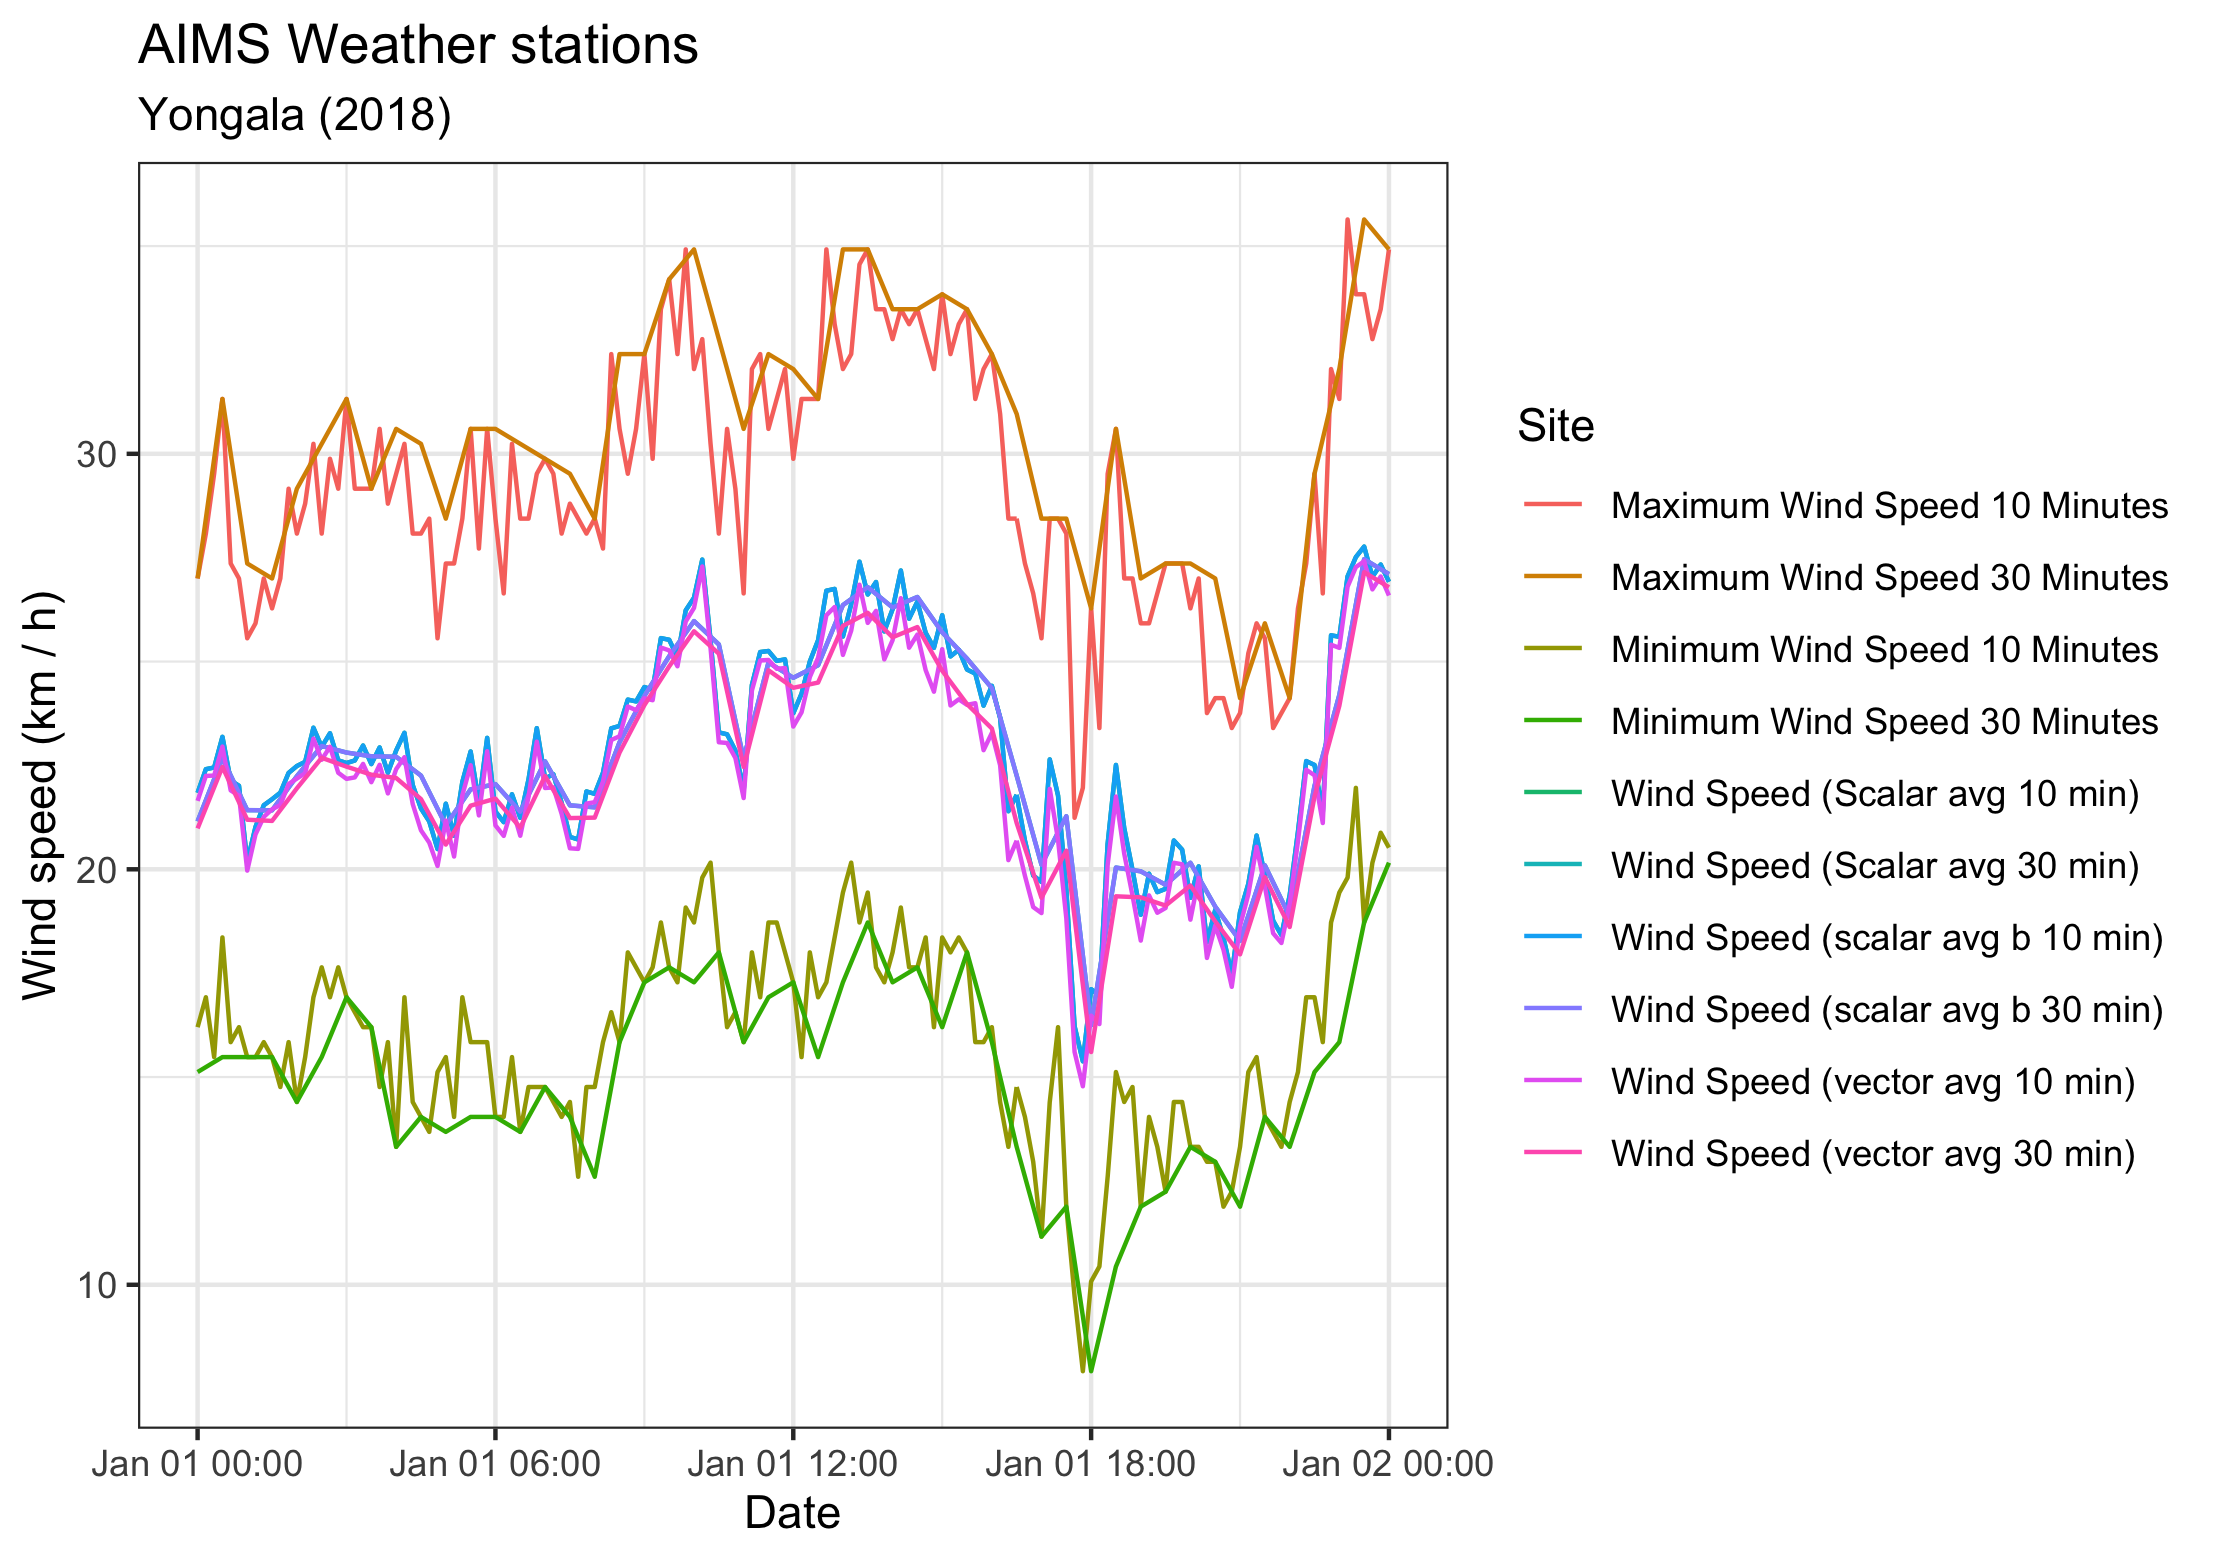 AIMS Weather stations
Yongala (2018)
Wind speed (km / h)
30
20
10
Jan 01 00:00
Jan 01 06:00
Jan 01 12:00
Jan 01 18:00
Jan 02 00:00
Date
Site
Maximum Wind Speed 10 Minutes
Maximum Wind Speed 30 Minutes
Minimum Wind Speed 10 Minutes
Minimum Wind Speed 30 Minutes
Wind Speed (Scalar avg 10 min)
Wind Speed (Scalar avg 30 min)
Wind Speed (scalar avg b 10 min)
Wind Speed (scalar avg b 30 min)
Wind Speed (vector avg 10 min)
Wind Speed (vector avg 30 min)